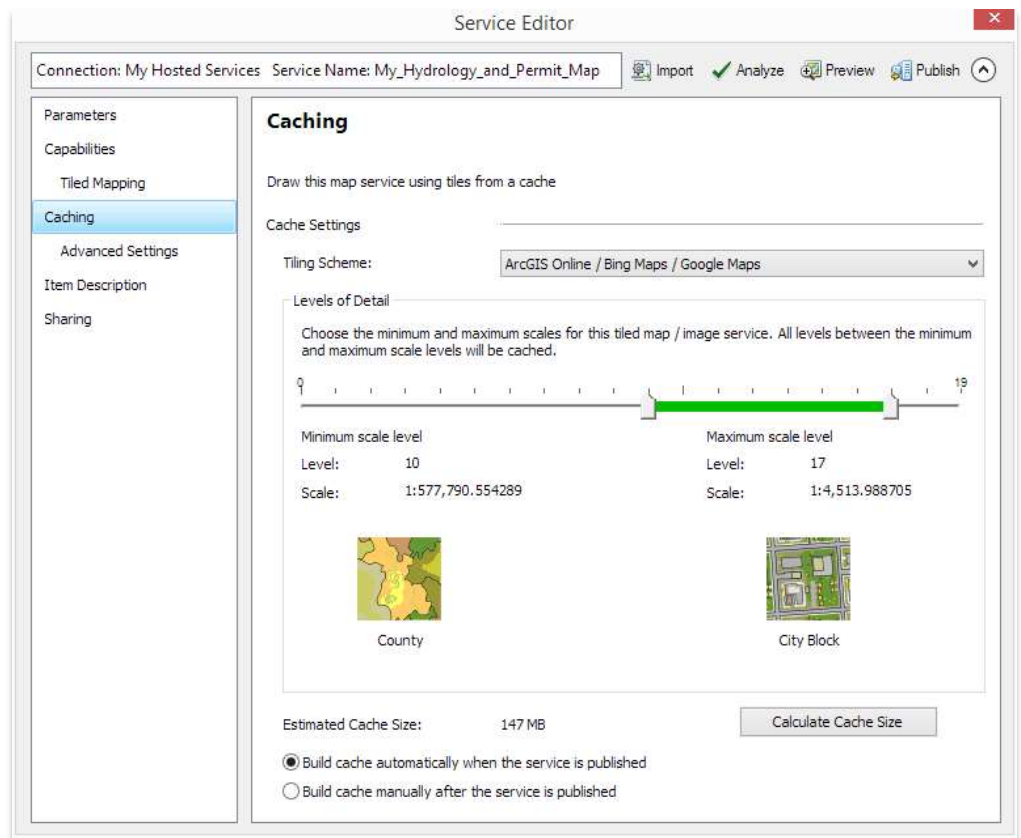 Service Editor
Connection: My Hosted Services   Service Name: My_Hydrology_and_Permit_Map
Import
Analyze
Preview
Publish
Parameters
Capabilities
Tiled Mapping
Caching
Advanced Settings
Item Description
Sharing
Caching
Draw this map service using tiles from a cache
Cache Settings
Tiling Scheme:
ArcGIS Online / Bing Maps / Google Maps
Levels of Detail
Choose the minimum and maximum scales for this tiled map / image service. All levels between the minimum
and maximum scale levels will be cached.
0
19
Minimum scale level
Level: 10
Scale: 1:577,790.554289
County
Maximum scale level
Level: 17
Scale: 1:4,513.988705
City Block
Estimated Cache Size: 147 MB
Calculate Cache Size
Build cache automatically when the service is published
Build cache manually after the service is published